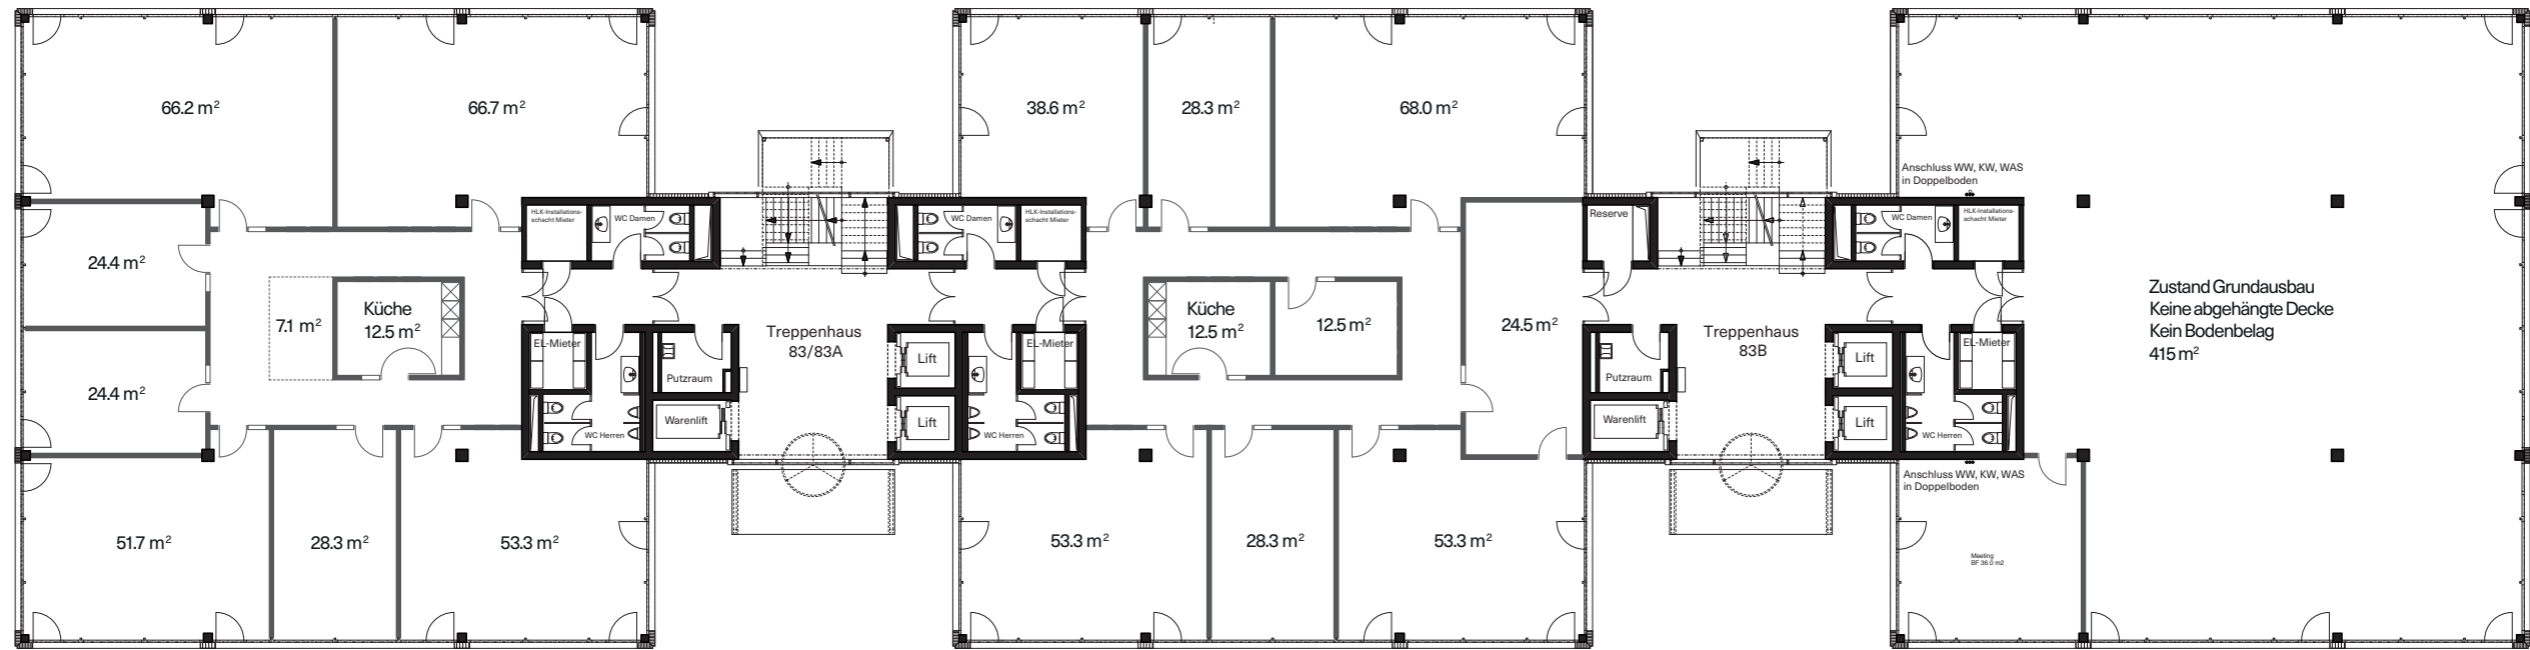 66.2 m²
66.7 m²
38.6 m²
28.3 m²
68.0 m²
Anschluss WW, KW, WAS
in Doppelboden
HLK-Installations-
schacht Mieter
WC Damen
WC Damen
HLK-Installations-
schacht Mieter
Reserve
WC Damen
HLK-Installations-
schacht Mieter
24.4 m²
7.1 m²
Küche
12.5 m²
Küche
12.5 m²
12.5 m²
24.5 m²
Zustand Grundausbau
Keine abgehängte Decke
Kein Bodenbelag
415 m²
EL-Mieter
Putzraum
Treppenhaus
83/83A
Lift
EL-Mieter
Putzraum
Treppenhaus
83B
Lift
EL-Mieter
24.4 m²
WC Herren
Warenlift
Lift
WC Herren
Warenlift
Lift
WC Herren
Anschluss WW, KW, WAS
in Doppelboden
51.7 m²
28.3 m²
53.3 m²
53.3 m²
28.3 m²
53.3 m²
Meeting
BF 36.0 m2